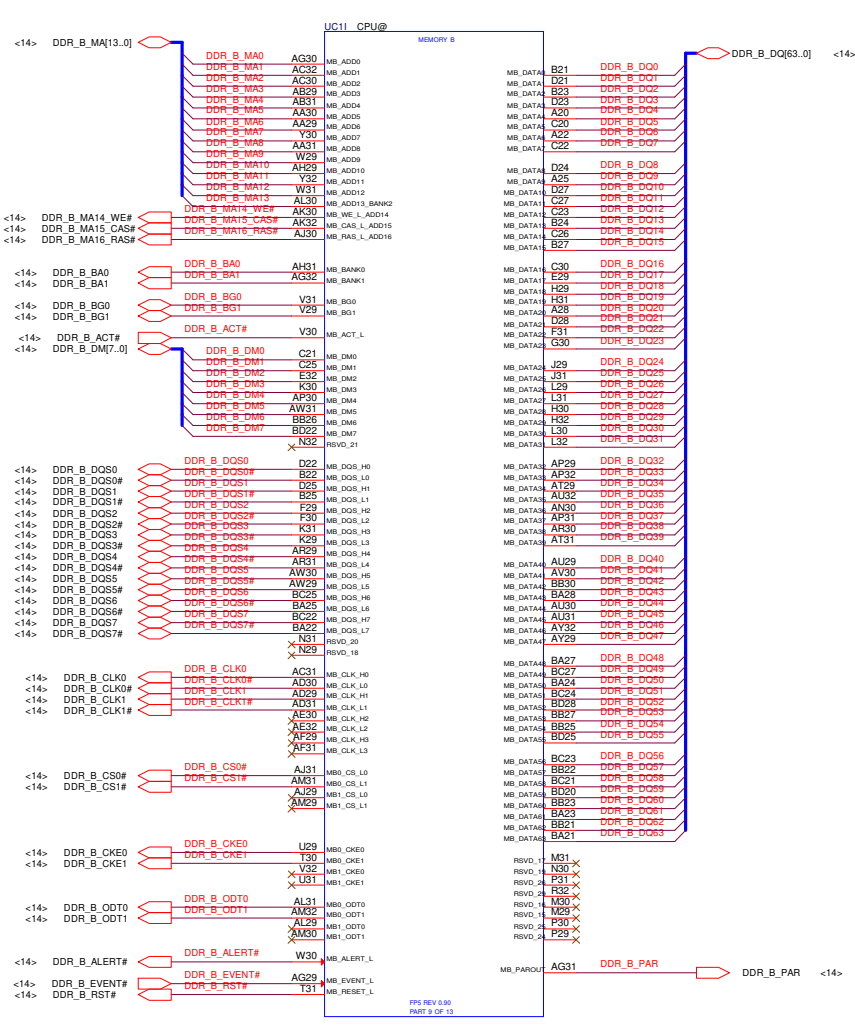 UC1I CPU@
MEMORY B
<14> DDR_B_MA[13..0]
DDR_B_MA0 AG30 MB_ADD0
DDR_B_MA1 AC32 MB_ADD1
DDR_B_MA2 AC30 MB_ADD2
DDR_B_MA3 AB29 MB_ADD3
DDR_B_MA4 AB31 MB_ADD4
DDR_B_MA5 AA30 MB_ADD5
DDR_B_MA6 AA29 MB_ADD6
DDR_B_MA7 Y30 MB_ADD7
DDR_B_MA8 AA31 MB_ADD8
DDR_B_MA9 W29 MB_ADD9
DDR_B_MA10 AH29 MB_ADD10
DDR_B_MA11 Y32 MB_ADD11
DDR_B_MA12 W31 MB_ADD12
DDR_B_MA13 AL30 MB_ADD13_BANK2
<14> DDR_B_MA14_WE# DDR_B_MA14_WE# AK30 MB_WE_L_ADD14
<14> DDR_B_MA15_CAS# DDR_B_MA15_CAS# AK32 MB_CAS_L_ADD15
<14> DDR_B_MA16_RAS# DDR_B_MA16_RAS# AJ30 MB_RAS_L_ADD16
<14> DDR_B_BA0 DDR_B_BA0 AH31 MB_BANK0
<14> DDR_B_BA1 DDR_B_BA1 AG32 MB_BANK1
<14> DDR_B_BG0 DDR_B_BG0 V31 MB_BG0
<14> DDR_B_BG1 DDR_B_BG1 V29 MB_BG1
<14> DDR_B_ACT# DDR_B_ACT# V30 MB_ACT_L
<14> DDR_B_DM[7..0]
DDR_B_DM0 C21 MB_DM0
DDR_B_DM1 C25 MB_DM1
DDR_B_DM2 E32 MB_DM2
DDR_B_DM3 K30 MB_DM3
DDR_B_DM4 AP30 MB_DM4
DDR_B_DM5 AW31 MB_DM5
DDR_B_DM6 BB26 MB_DM6
DDR_B_DM7 BD22 MB_DM7
N32 RSVD_21
<14> DDR_B_DQS0 DDR_B_DQS0 D22 MB_DQS_H0
<14> DDR_B_DQS0# DDR_B_DQS0# B22 MB_DQS_L0
<14> DDR_B_DQS1 DDR_B_DQS1 D25 MB_DQS_H1
<14> DDR_B_DQS1# DDR_B_DQS1# B25 MB_DQS_L1
<14> DDR_B_DQS2 DDR_B_DQS2 F29 MB_DQS_H2
<14> DDR_B_DQS2# DDR_B_DQS2# F30 MB_DQS_L2
<14> DDR_B_DQS3 DDR_B_DQS3 K31 MB_DQS_H3
<14> DDR_B_DQS3# DDR_B_DQS3# K29 MB_DQS_L3
<14> DDR_B_DQS4 DDR_B_DQS4 AR29 MB_DQS_H4
<14> DDR_B_DQS4# DDR_B_DQS4# AR31 MB_DQS_L4
<14> DDR_B_DQS5 DDR_B_DQS5 AW30 MB_DQS_H5
<14> DDR_B_DQS5# DDR_B_DQS5# AW29 MB_DQS_L5
<14> DDR_B_DQS6 DDR_B_DQS6 BC25 MB_DQS_H6
<14> DDR_B_DQS6# DDR_B_DQS6# BA25 MB_DQS_L6
<14> DDR_B_DQS7 DDR_B_DQS7 BC22 MB_DQS_H7
<14> DDR_B_DQS7# DDR_B_DQS7# BA22 MB_DQS_L7
N31 RSVD_20
N29 RSVD_18
<14> DDR_B_CLK0 DDR_B_CLK0 AC31 MB_CLK_H0
<14> DDR_B_CLK0# DDR_B_CLK0# AD30 MB_CLK_L0
<14> DDR_B_CLK1 DDR_B_CLK1 AD29 MB_CLK_H1
<14> DDR_B_CLK1# DDR_B_CLK1# AD31 MB_CLK_L1
AE30 MB_CLK_H2
AE32 MB_CLK_L2
AF29 MB_CLK_H3
AF31 MB_CLK_L3
<14> DDR_B_CS0# DDR_B_CS0# AJ31 MB0_CS_L0
<14> DDR_B_CS1# DDR_B_CS1# AM31 MB0_CS_L1
AJ29 MB1_CS_L0
AM29 MB1_CS_L1
<14> DDR_B_CKE0 DDR_B_CKE0 U29 MB0_CKE0
<14> DDR_B_CKE1 DDR_B_CKE1 T30 MB0_CKE1
V32 MB1_CKE0
U31 MB1_CKE1
<14> DDR_B_ODT0 DDR_B_ODT0 AL31 MB0_ODT0
<14> DDR_B_ODT1 DDR_B_ODT1 AM32 MB0_ODT1
AL29 MB1_ODT0
AM30 MB1_ODT1
<14> DDR_B_ALERT# DDR_B_ALERT# W30 MB_ALERT_L
<14> DDR_B_EVENT# DDR_B_EVENT# AG29 MB_EVENT_L
<14> DDR_B_RST# DDR_B_RST# T31 MB_RESET_L
DDR_B_DQ[63..0] <14>
MB_DATA0 B21 DDR_B_DQ0
MB_DATA1 D21 DDR_B_DQ1
MB_DATA2 B23 DDR_B_DQ2
MB_DATA3 D23 DDR_B_DQ3
MB_DATA4 A20 DDR_B_DQ4
MB_DATA5 C20 DDR_B_DQ5
MB_DATA6 A22 DDR_B_DQ6
MB_DATA7 C22 DDR_B_DQ7
MB_DATA8 D24 DDR_B_DQ8
MB_DATA9 A25 DDR_B_DQ9
MB_DATA10 D27 DDR_B_DQ10
MB_DATA11 C27 DDR_B_DQ11
MB_DATA12 C23 DDR_B_DQ12
MB_DATA13 B24 DDR_B_DQ13
MB_DATA14 C26 DDR_B_DQ14
MB_DATA15 B27 DDR_B_DQ15
MB_DATA16 C30 DDR_B_DQ16
MB_DATA17 E29 DDR_B_DQ17
MB_DATA18 H29 DDR_B_DQ18
MB_DATA19 H31 DDR_B_DQ19
MB_DATA20 A28 DDR_B_DQ20
MB_DATA21 D28 DDR_B_DQ21
MB_DATA22 F31 DDR_B_DQ22
MB_DATA23 G30 DDR_B_DQ23
MB_DATA24 J29 DDR_B_DQ24
MB_DATA25 J31 DDR_B_DQ25
MB_DATA26 L29 DDR_B_DQ26
MB_DATA27 L31 DDR_B_DQ27
MB_DATA28 H30 DDR_B_DQ28
MB_DATA29 H32 DDR_B_DQ29
MB_DATA30 L30 DDR_B_DQ30
MB_DATA31 L32 DDR_B_DQ31
MB_DATA32 AP29 DDR_B_DQ32
MB_DATA33 AP32 DDR_B_DQ33
MB_DATA34 AT29 DDR_B_DQ34
MB_DATA35 AU32 DDR_B_DQ35
MB_DATA36 AN30 DDR_B_DQ36
MB_DATA37 AP31 DDR_B_DQ37
MB_DATA38 AR30 DDR_B_DQ38
MB_DATA39 AT31 DDR_B_DQ39
MB_DATA40 AU29 DDR_B_DQ40
MB_DATA41 AV30 DDR_B_DQ41
MB_DATA42 BB30 DDR_B_DQ42
MB_DATA43 BA28 DDR_B_DQ43
MB_DATA44 AU30 DDR_B_DQ44
MB_DATA45 AU31 DDR_B_DQ45
MB_DATA46 AY32 DDR_B_DQ46
MB_DATA47 AY29 DDR_B_DQ47
MB_DATA48 BA27 DDR_B_DQ48
MB_DATA49 BC27 DDR_B_DQ49
MB_DATA50 BA24 DDR_B_DQ50
MB_DATA51 BC24 DDR_B_DQ51
MB_DATA52 BD28 DDR_B_DQ52
MB_DATA53 BB27 DDR_B_DQ53
MB_DATA54 BB25 DDR_B_DQ54
MB_DATA55 BD25 DDR_B_DQ55
MB_DATA56 BC23 DDR_B_DQ56
MB_DATA57 BB22 DDR_B_DQ57
MB_DATA58 BC21 DDR_B_DQ58
MB_DATA59 BD20 DDR_B_DQ59
MB_DATA60 BB23 DDR_B_DQ60
MB_DATA61 BA23 DDR_B_DQ61
MB_DATA62 BB21 DDR_B_DQ62
MB_DATA63 BA21 DDR_B_DQ63
RSVD_17 M31
RSVD_19 N30
RSVD_26 P31
RSVD_29 R32
RSVD_16 M30
RSVD_15 M29
RSVD_25 P30
RSVD_24 P29
MB_PAROUT AG31 DDR_B_PAR DDR_B_PAR <14>
FP5 REV 0.90
PART 9 OF 13